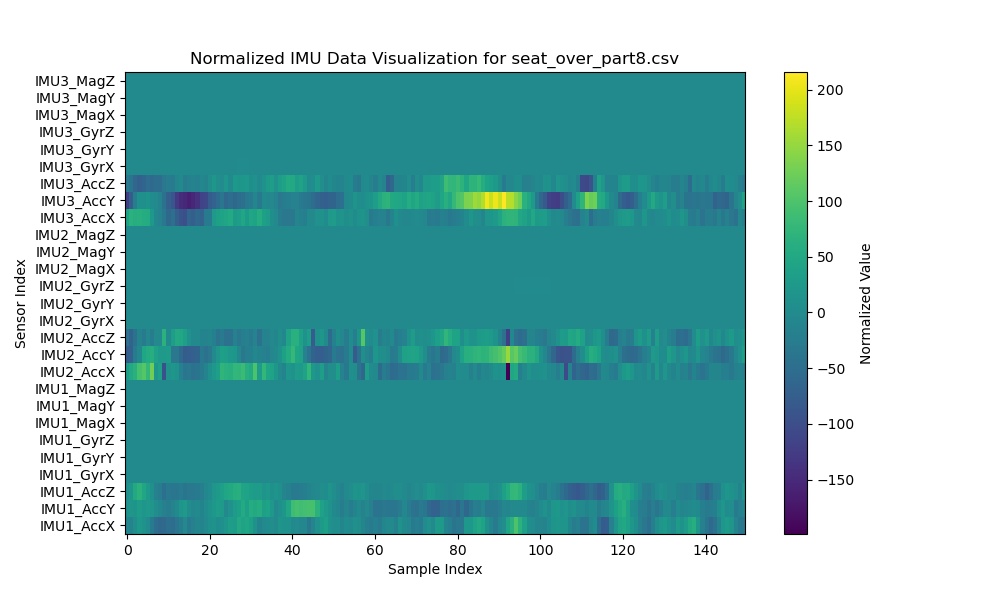 Normalized IMU Data Visualization for seat_over_part8.csv
IMU3_MagZ
IMU3_MagY
IMU3_MagX
IMU3_GyrZ
IMU3_GyrY
IMU3_GyrX
IMU3_AccZ
IMU3_AccY
IMU3_AccX
IMU2_MagZ
IMU2_MagY
IMU2_MagX
IMU2_GyrZ
IMU2_GyrY
IMU2_GyrX
IMU2_AccZ
IMU2_AccY
IMU2_AccX
IMU1_MagZ
IMU1_MagY
IMU1_MagX
IMU1_GyrZ
IMU1_GyrY
IMU1_GyrX
IMU1_AccZ
IMU1_AccY
IMU1_AccX
Sensor Index
0 20 40 60 80 100 120 140
Sample Index
200
150
100
50
0
−50
−100
−150
Normalized Value